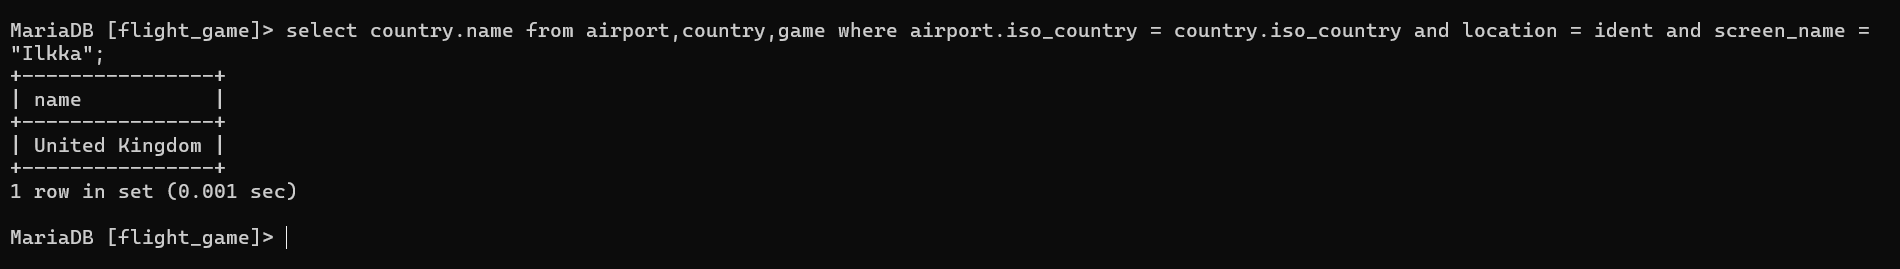 MariaDB [flight_game]> select country.name from airport,country,game where airport.iso_country = country.iso_country and location = ident and screen_name =
"Ilkka";
+----------------+
| name           |
+----------------+
| United Kingdom |
+----------------+
1 row in set (0.001 sec)
MariaDB [flight_game]>